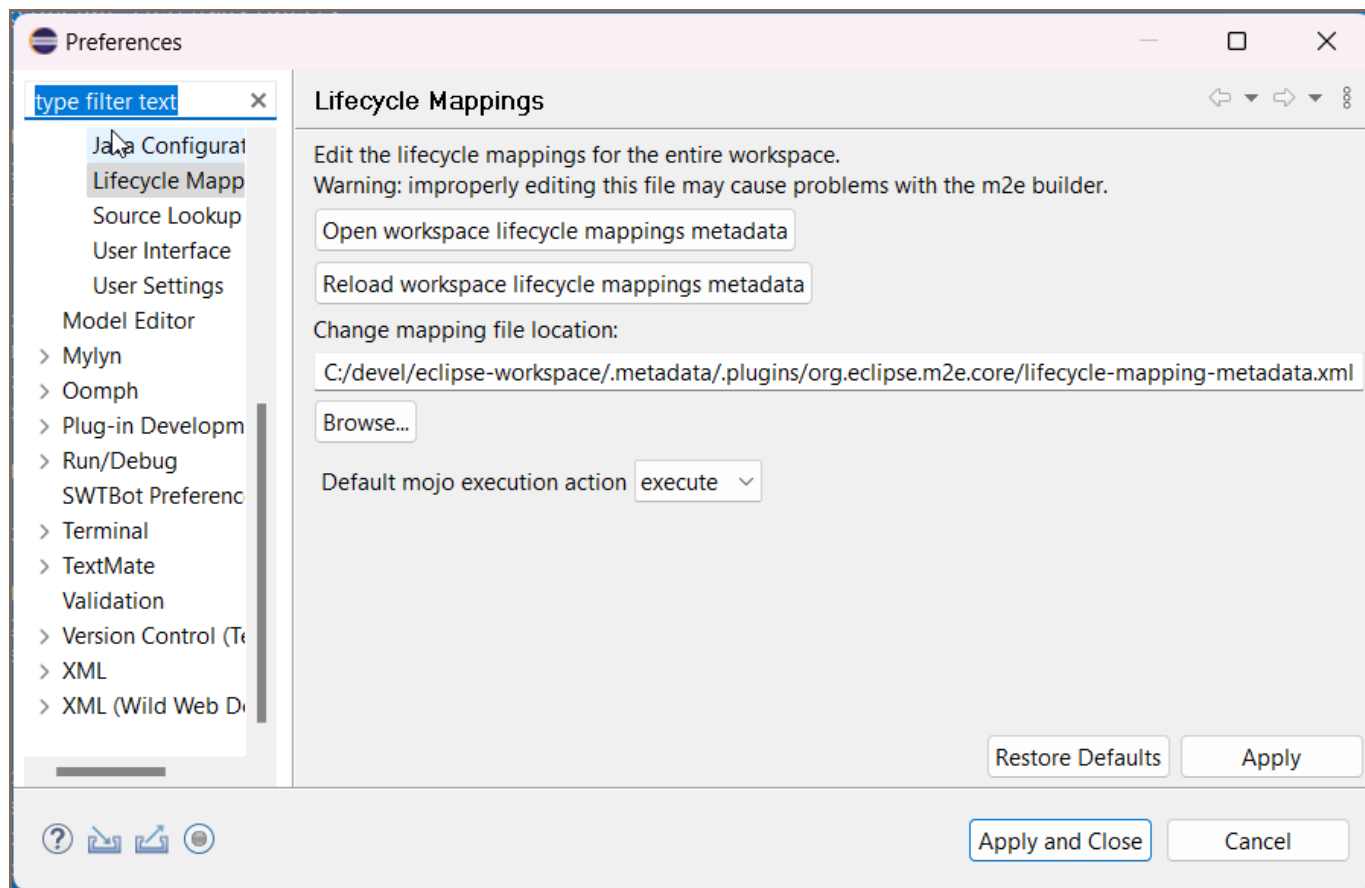 Preferences
type filter text
Java Configurat
Lifecycle Mapp
Source Lookup
User Interface
User Settings
Model Editor
Mylyn
Oomph
Plug-in Developm
Run/Debug
SWTBot Preferenc
Terminal
TextMate
Validation
Version Control (Te
XML
XML (Wild Web De
Lifecycle Mappings
Edit the lifecycle mappings for the entire workspace.
Warning: improperly editing this file may cause problems with the m2e builder.
Open workspace lifecycle mappings metadata
Reload workspace lifecycle mappings metadata
Change mapping file location:
C:/devel/eclipse-workspace/.metadata/.plugins/org.eclipse.m2e.core/lifecycle-mapping-metadata.xml
Browse...
Default mojo execution action execute
Restore Defaults Apply
Apply and Close Cancel